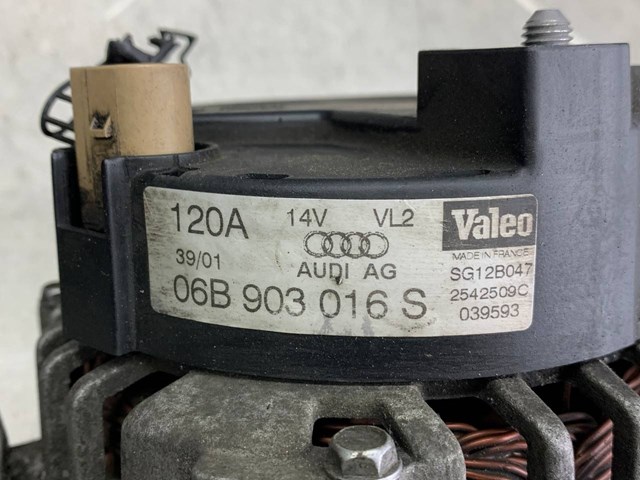 120A 14V VL2 Valeo
MADE IN FRANCE
39/01 SG12B047
AUDI AG
2542509C
06B 903 016 S
039593